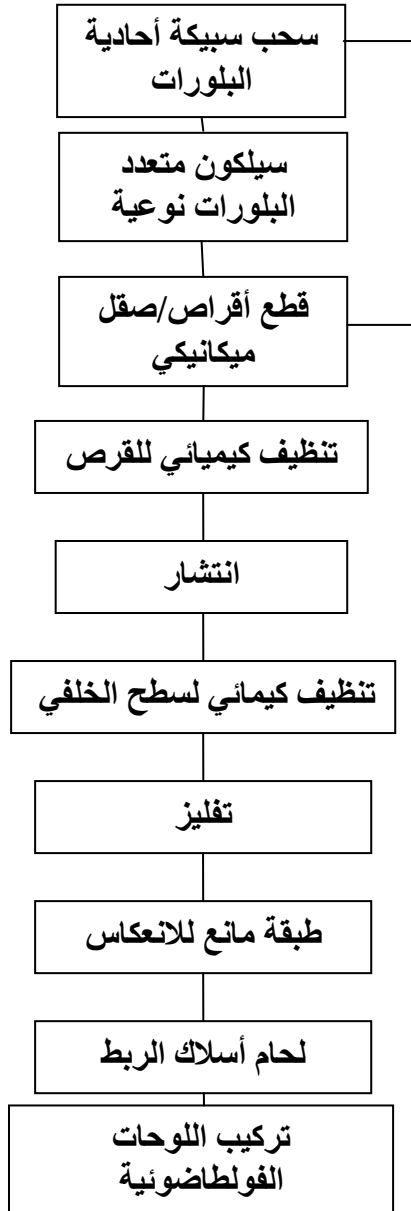 سحب سبيكة أحادية
البلورات
سيلكون متعدد
البلورات نوعية
قطع أقراص/صقل
ميكانيكي
تنظيف كيميائي للقرص
انتشار
تنظيف كيمائي لسطح الخلفي
تفليز
طبقة مانع للانعكاس
لحام أسلاك الربط
تركيب اللوحات
الفولطاضوئية